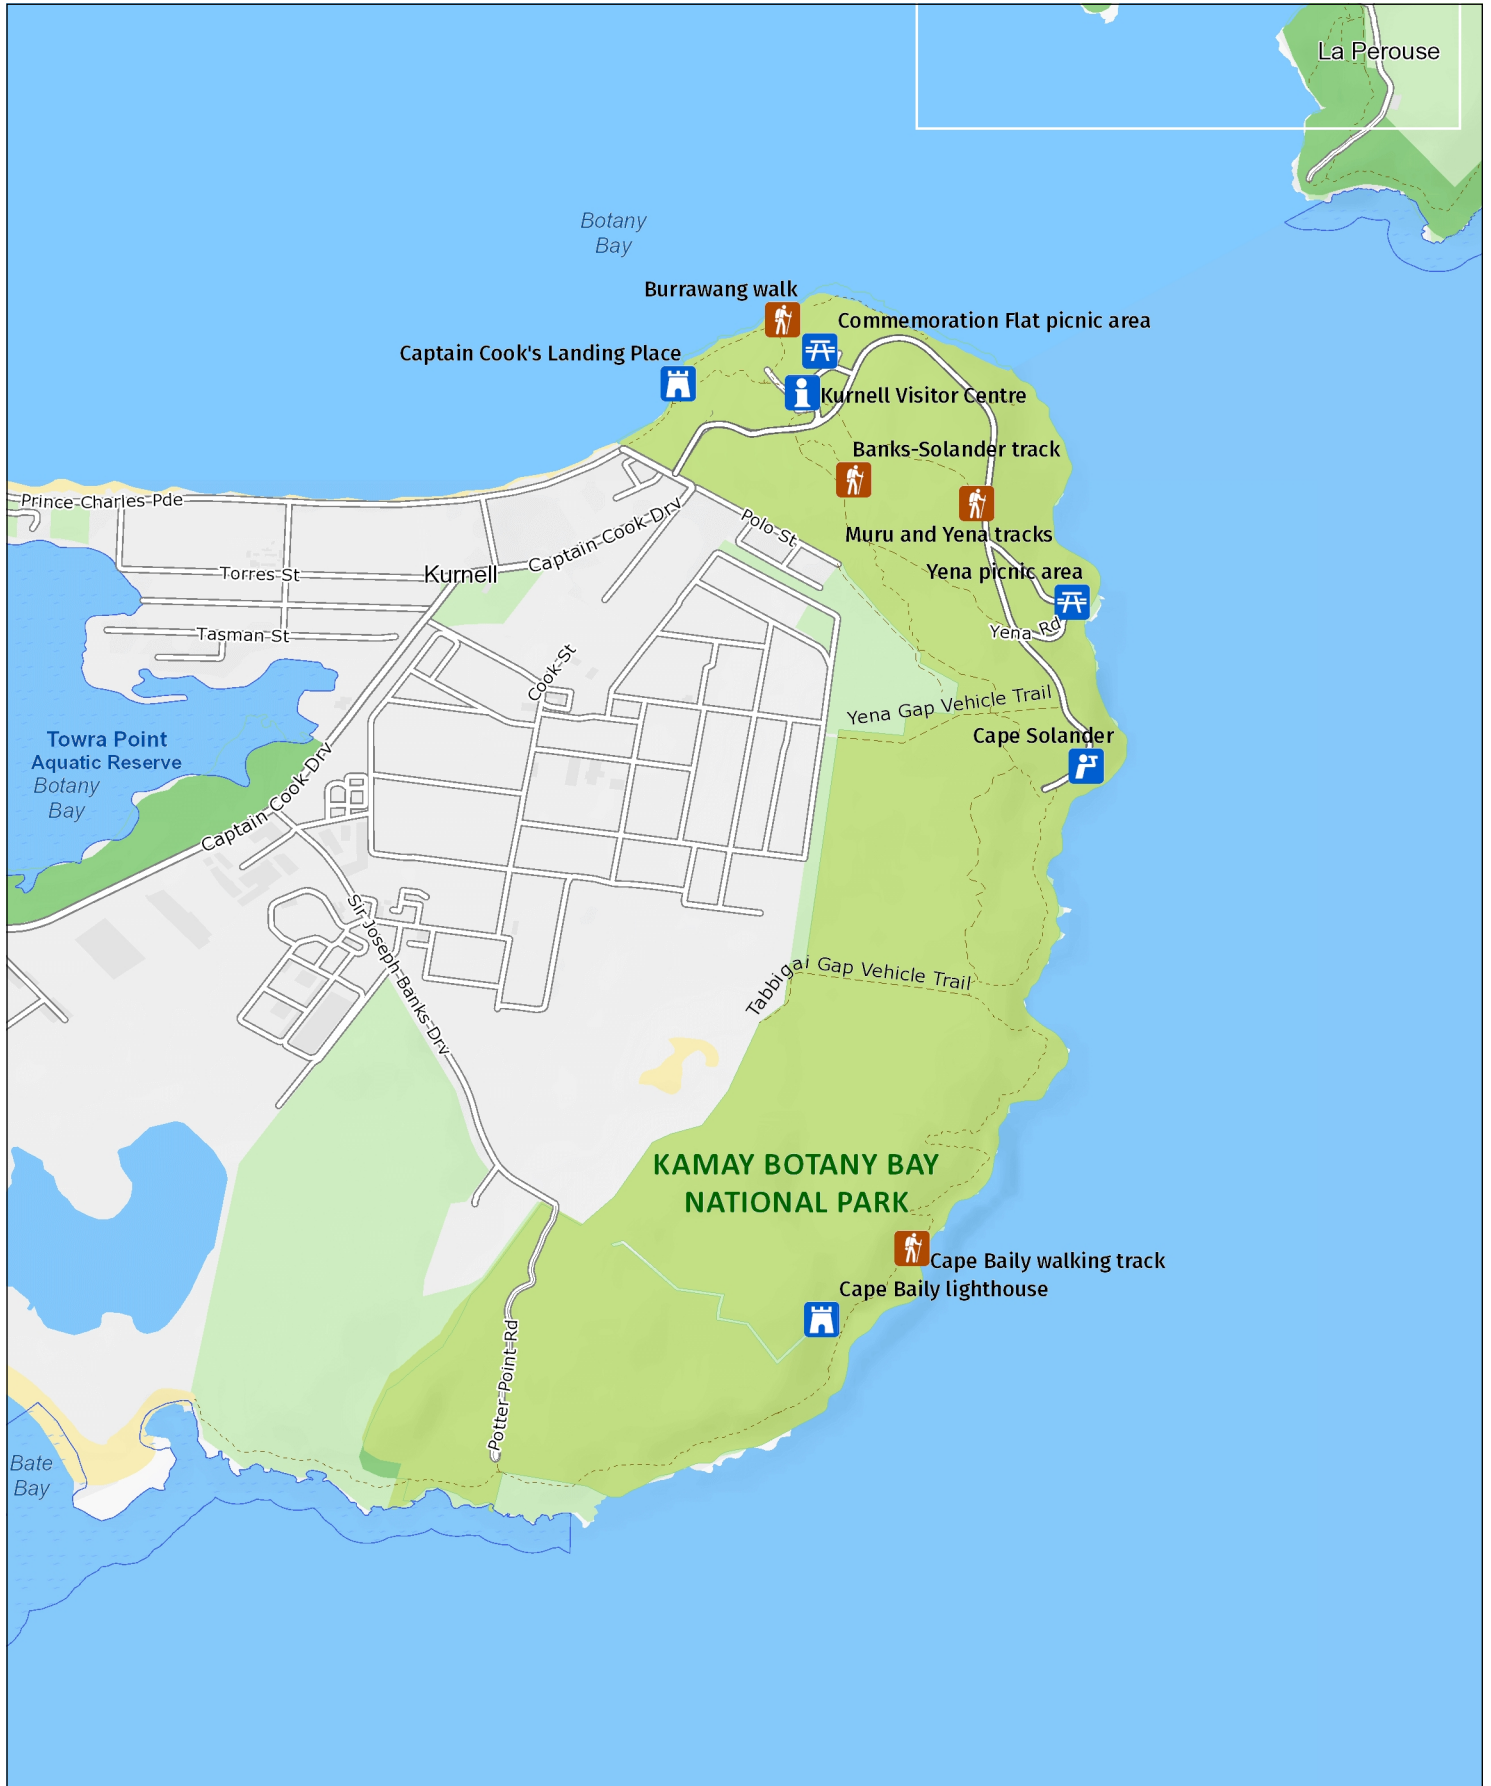 La Perouse
Botany
Bay
Burrawang walk
Commemoration Flat picnic area
Captain Cook's Landing Place
Kurnell Visitor Centre
Banks-Solander track
Prince Charles Pde
Captain Cook Drv
Polo St
Muru and Yena tracks
Torres St
Kurnell
Yena picnic area
Tasman St
Yena Rd
Cook St
Yena Gap Vehicle Trail
Towra Point
Aquatic Reserve
Botany
Bay
Cape Solander
Captain Cook Drv
Sir Joseph Banks Drv
Tabbigai Gap Vehicle Trail
KAMAY BOTANY BAY
NATIONAL PARK
Cape Baily walking track
Cape Baily lighthouse
Potter Point Rd
Bate
Bay